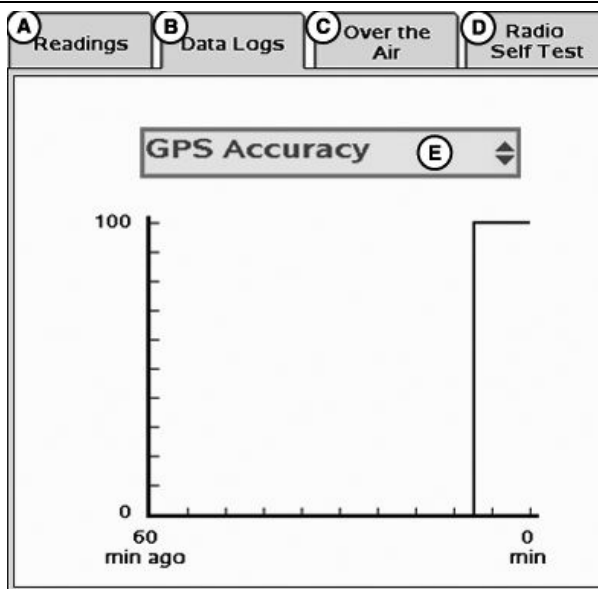 A Readings
B Data Logs
C Over the
Air
D Radio
Self Test
GPS Accuracy E
100
0
60
min ago
0
min